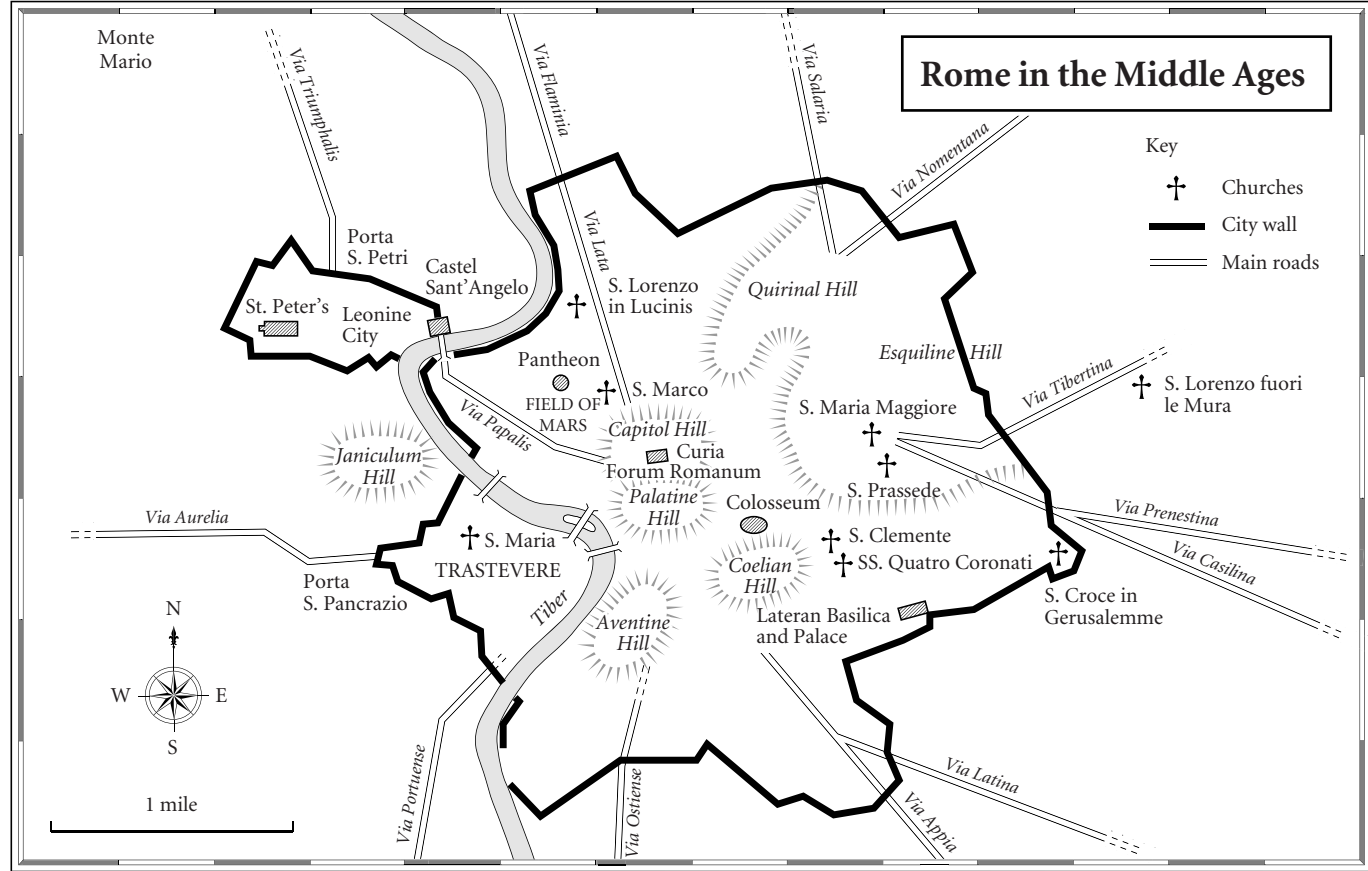 Rome in the Middle Ages
Monte
Mario
Via Triumphalis
Via Flaminia
Via Salaria
Via Nomentana
Key
Churches
City wall
Main roads
Porta
S. Petri
Castel
Sant'Angelo
Via Lata
S. Lorenzo
in Lucinis
Quirinal Hill
St. Peter's
Leonine
City
Esquiline Hill
Pantheon
FIELD OF
MARS
S. Marco
Via Tibertina
S. Lorenzo fuori
le Mura
Via Papalis
Capitol Hill
S. Maria Maggiore
Janiculum
Hill
Curia
Forum Romanum
S. Prassede
Palatine
Hill
Colosseum
Via Aurelia
Via Prenestina
S. Maria
TRASTEVERE
S. Clemente
SS. Quatro Coronati
Via Casilina
Coelian
Hill
Porta
S. Pancrazio
S. Croce in
Gerusalemme
Tiber
Aventine
Hill
Lateran Basilica
and Palace
N
W
E
S
1 mile
Via Portuense
Via Ostiense
Via Latina
Via Appia